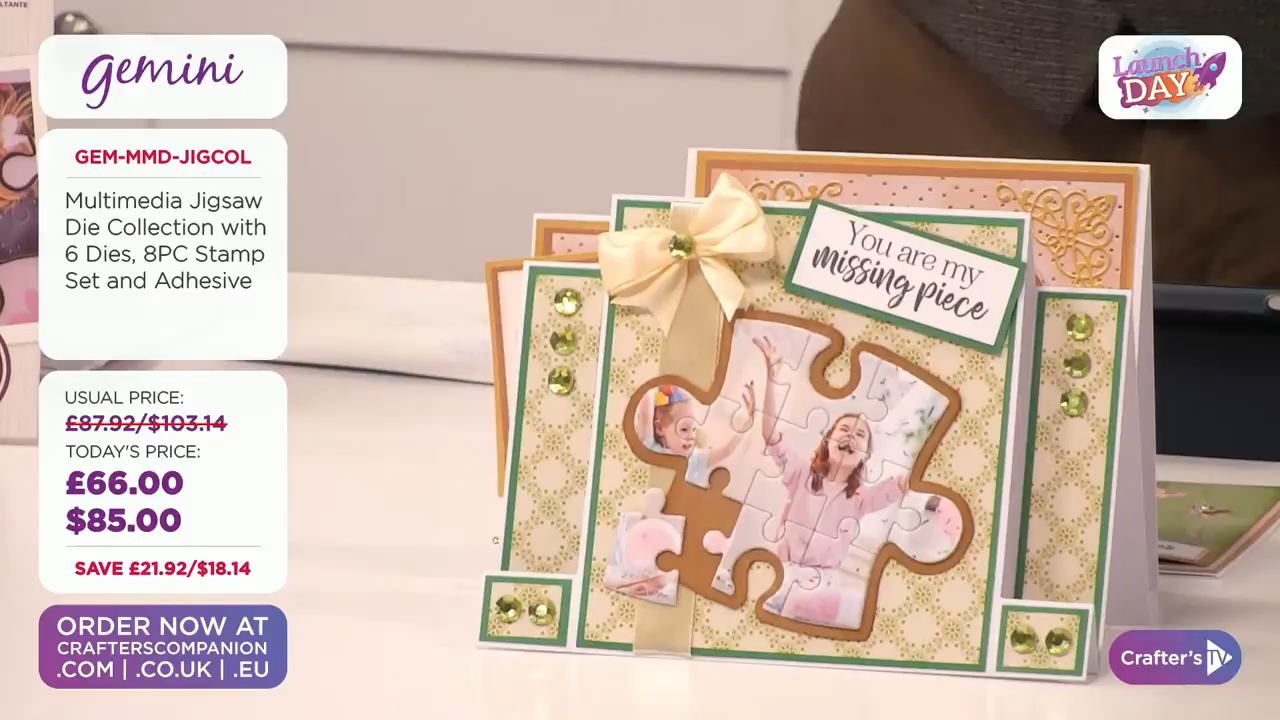 LTANTE
gemini
GEM-MMD-JIGCOL
Multimedia Jigsaw
Die Collection with
6 Dies, 8PC Stamp
Set and Adhesive
USUAL PRICE:
£87.92/$103.14
TODAY'S PRICE:
£66.00
$85.00
SAVE £21.92/$18.14
ORDER NOW AT
CRAFTERSCOMPANION
.COM | .CO.UK | .EU
Launch
DAY
You are my
missing piece
Crafter's TV